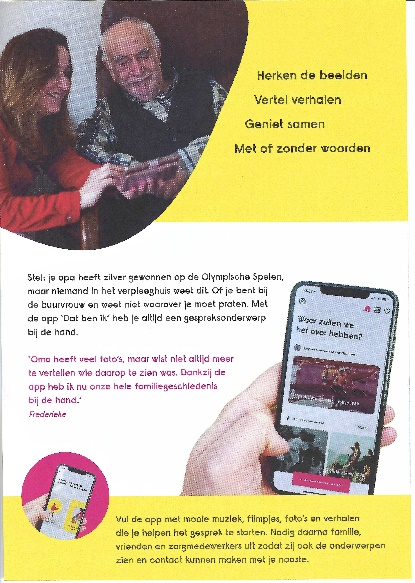 Herken de beelden
Vertel verhalen
Geniet samen
Met of zonder woorden
Stel: je opa heeft zilver gewonnen op de Olympische Spelen,
maar niemand in het verpleeghuis weet dit. Of je bent bij
de buurvrouw en weet niet waarover je moet praten. Met
de app ‘Dat ben ik’ heb je altijd een gespreksonderwerp
bij de hand.
“Oma heeft veel foto’s, maar wist niet altijd meer
te vertellen wie daarop te zien was. Dankzij de
app heb ik nu onze hele familiegeschiedenis
bij de hand.”
Frederieke
Waar zullen we
het over hebben?
Vul de app met mooie muziek, filmpjes, foto’s en verhalen
die je helpen het gesprek te starten. Nodig daarna familie,
vrienden en zorgmedewerkers uit zodat zij ook de onderwerpen
zien en contact kunnen maken met je naaste.